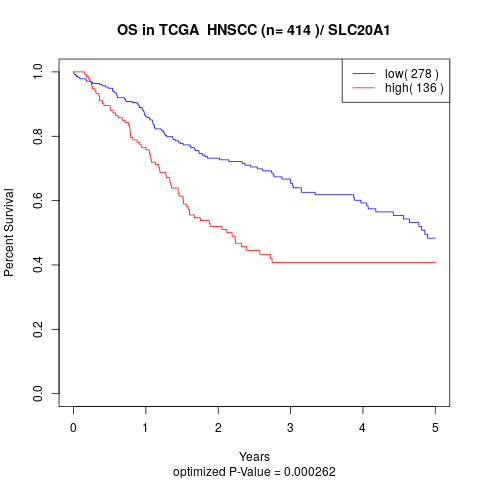 OS in TCGA HNSCC (n= 414 )/ SLC20A1
low( 278 )
high( 136 )
Percent Survival
1.0
0.8
0.6
0.4
0.2
0.0
0 1 2 3 4 5
Years
optimized P-Value = 0.000262